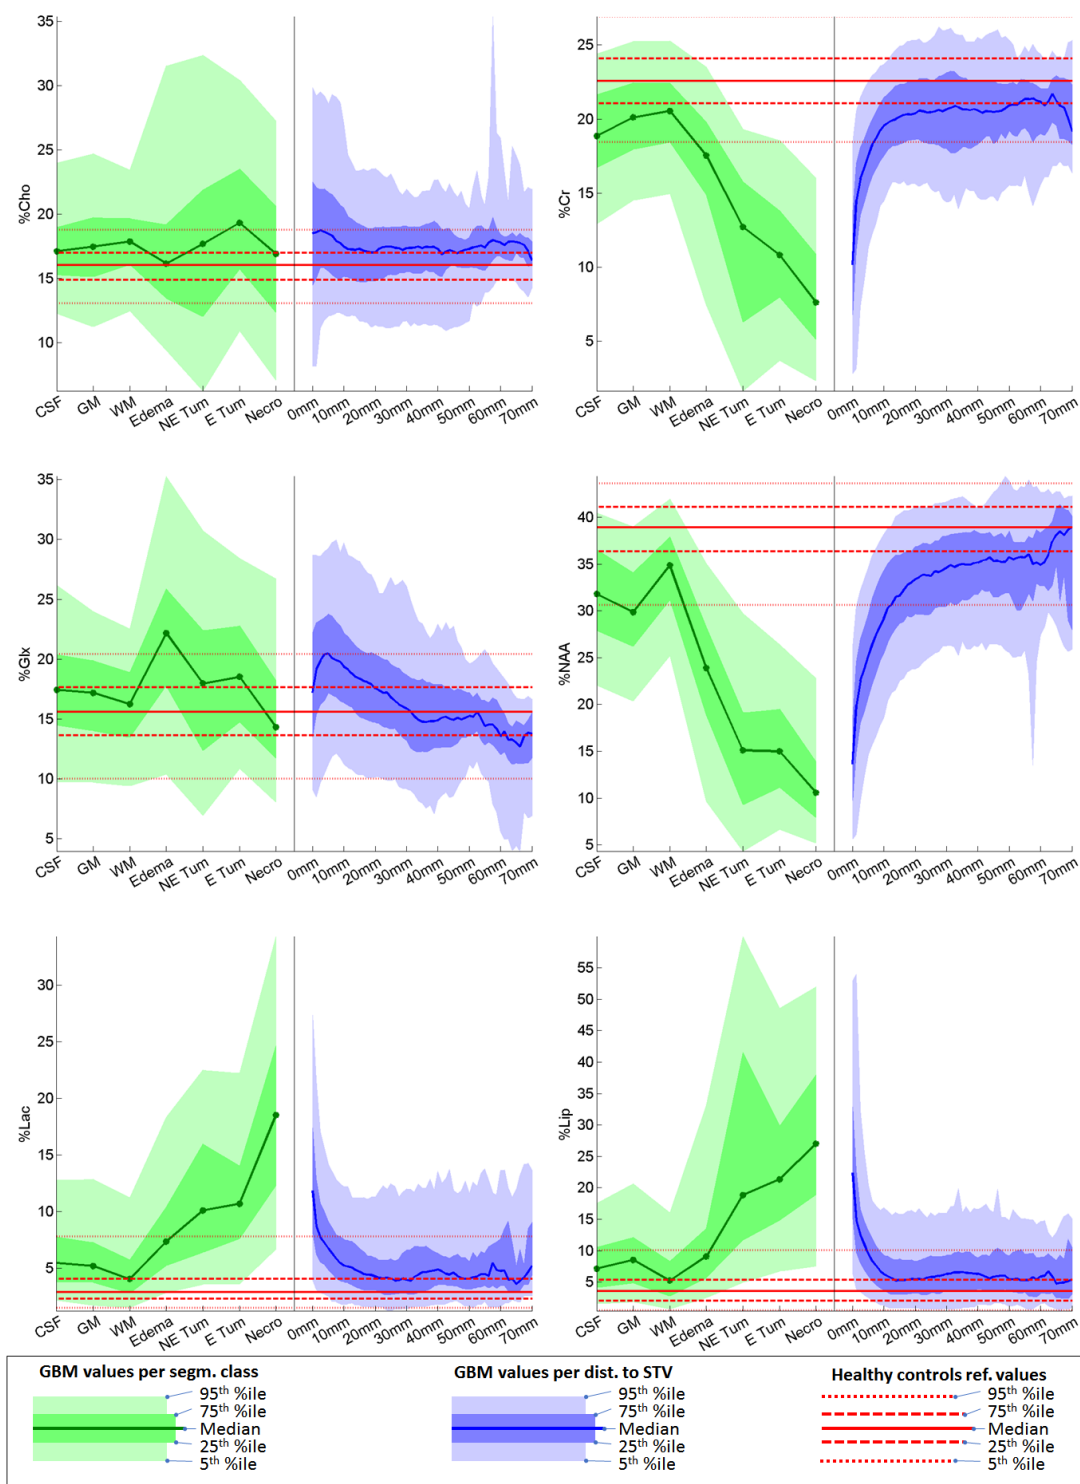 %Cho
35
30
25
20
15
10
CSF GM WM Edema NE Tum E Tum Necro 0mm 10mm 20mm 30mm 40mm 50mm 60mm 70mm
%Cr
25
20
15
10
5
CSF GM WM Edema NE Tum E Tum Necro 0mm 10mm 20mm 30mm 40mm 50mm 60mm 70mm
%Glx
35
30
25
20
15
10
5
CSF GM WM Edema NE Tum E Tum Necro 0mm 10mm 20mm 30mm 40mm 50mm 60mm 70mm
%NAA
40
35
30
25
20
15
10
5
CSF GM WM Edema NE Tum E Tum Necro 0mm 10mm 20mm 30mm 40mm 50mm 60mm 70mm
%Lac
30
25
20
15
10
5
CSF GM WM Edema NE Tum E Tum Necro 0mm 10mm 20mm 30mm 40mm 50mm 60mm 70mm
%Lip
55
50
45
40
35
30
25
20
15
10
5
CSF GM WM Edema NE Tum E Tum Necro 0mm 10mm 20mm 30mm 40mm 50mm 60mm 70mm
GBM values per segm. class
95th %ile
75th %ile
Median
25th %ile
5th %ile
GBM values per dist. to STV
95th %ile
75th %ile
Median
25th %ile
5th %ile
Healthy controls ref. values
95th %ile
75th %ile
Median
25th %ile
5th %ile